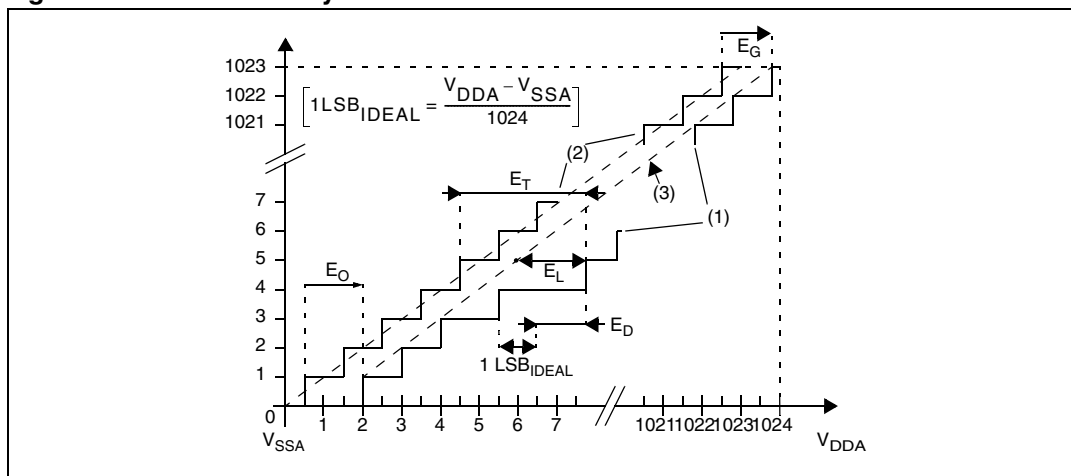 E_G
1023
1022
1021
[1LSB_IDEAL = (V_DDA − V_SSA) / 1024]
(2)
E_T
(3)
(1)
7
6
5
4
3
2
1
0
E_O
E_L
E_D
1 LSB_IDEAL
1 2 3 4 5 6 7 1021 1022 1023 1024
V_SSA
V_DDA